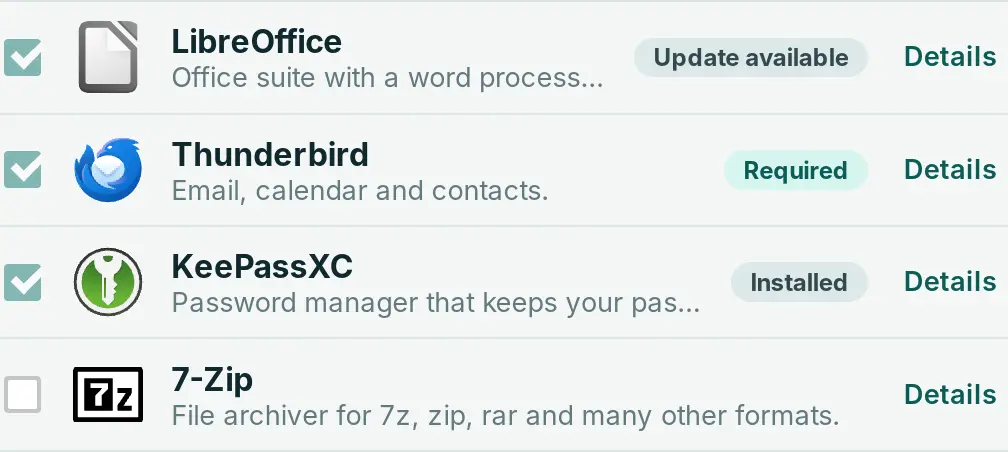 LibreOffice
Office suite with a word process...
Update available
Details
Thunderbird
Email, calendar and contacts.
Required
Details
KeePassXC
Password manager that keeps your pas...
Installed
Details
7z
7-Zip
File archiver for 7z, zip, rar and many other formats.
Details